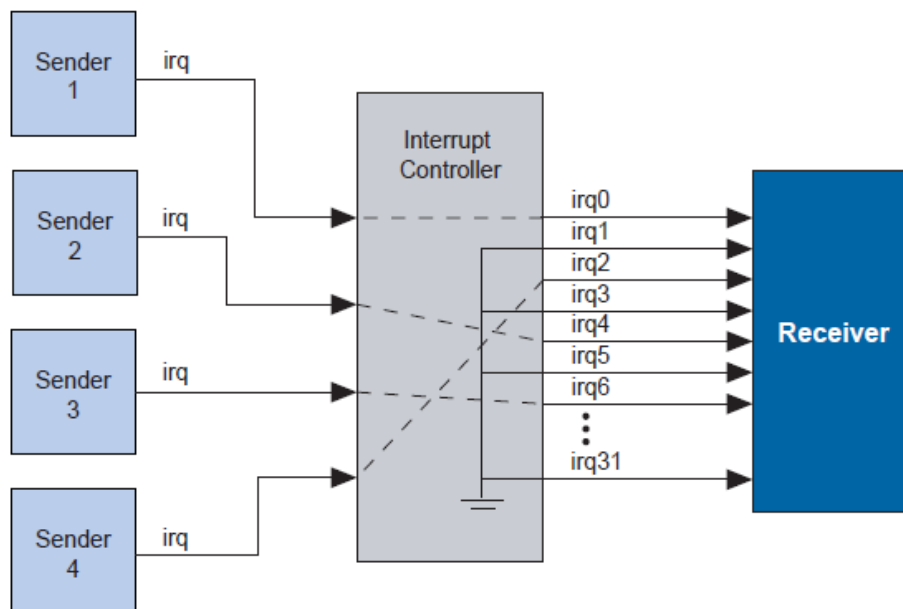 Sender
1
irq
Sender
2
irq
Sender
3
irq
Sender
4
irq
Interrupt
Controller
irq0
irq1
irq2
irq3
irq4
irq5
irq6
irq31
Receiver